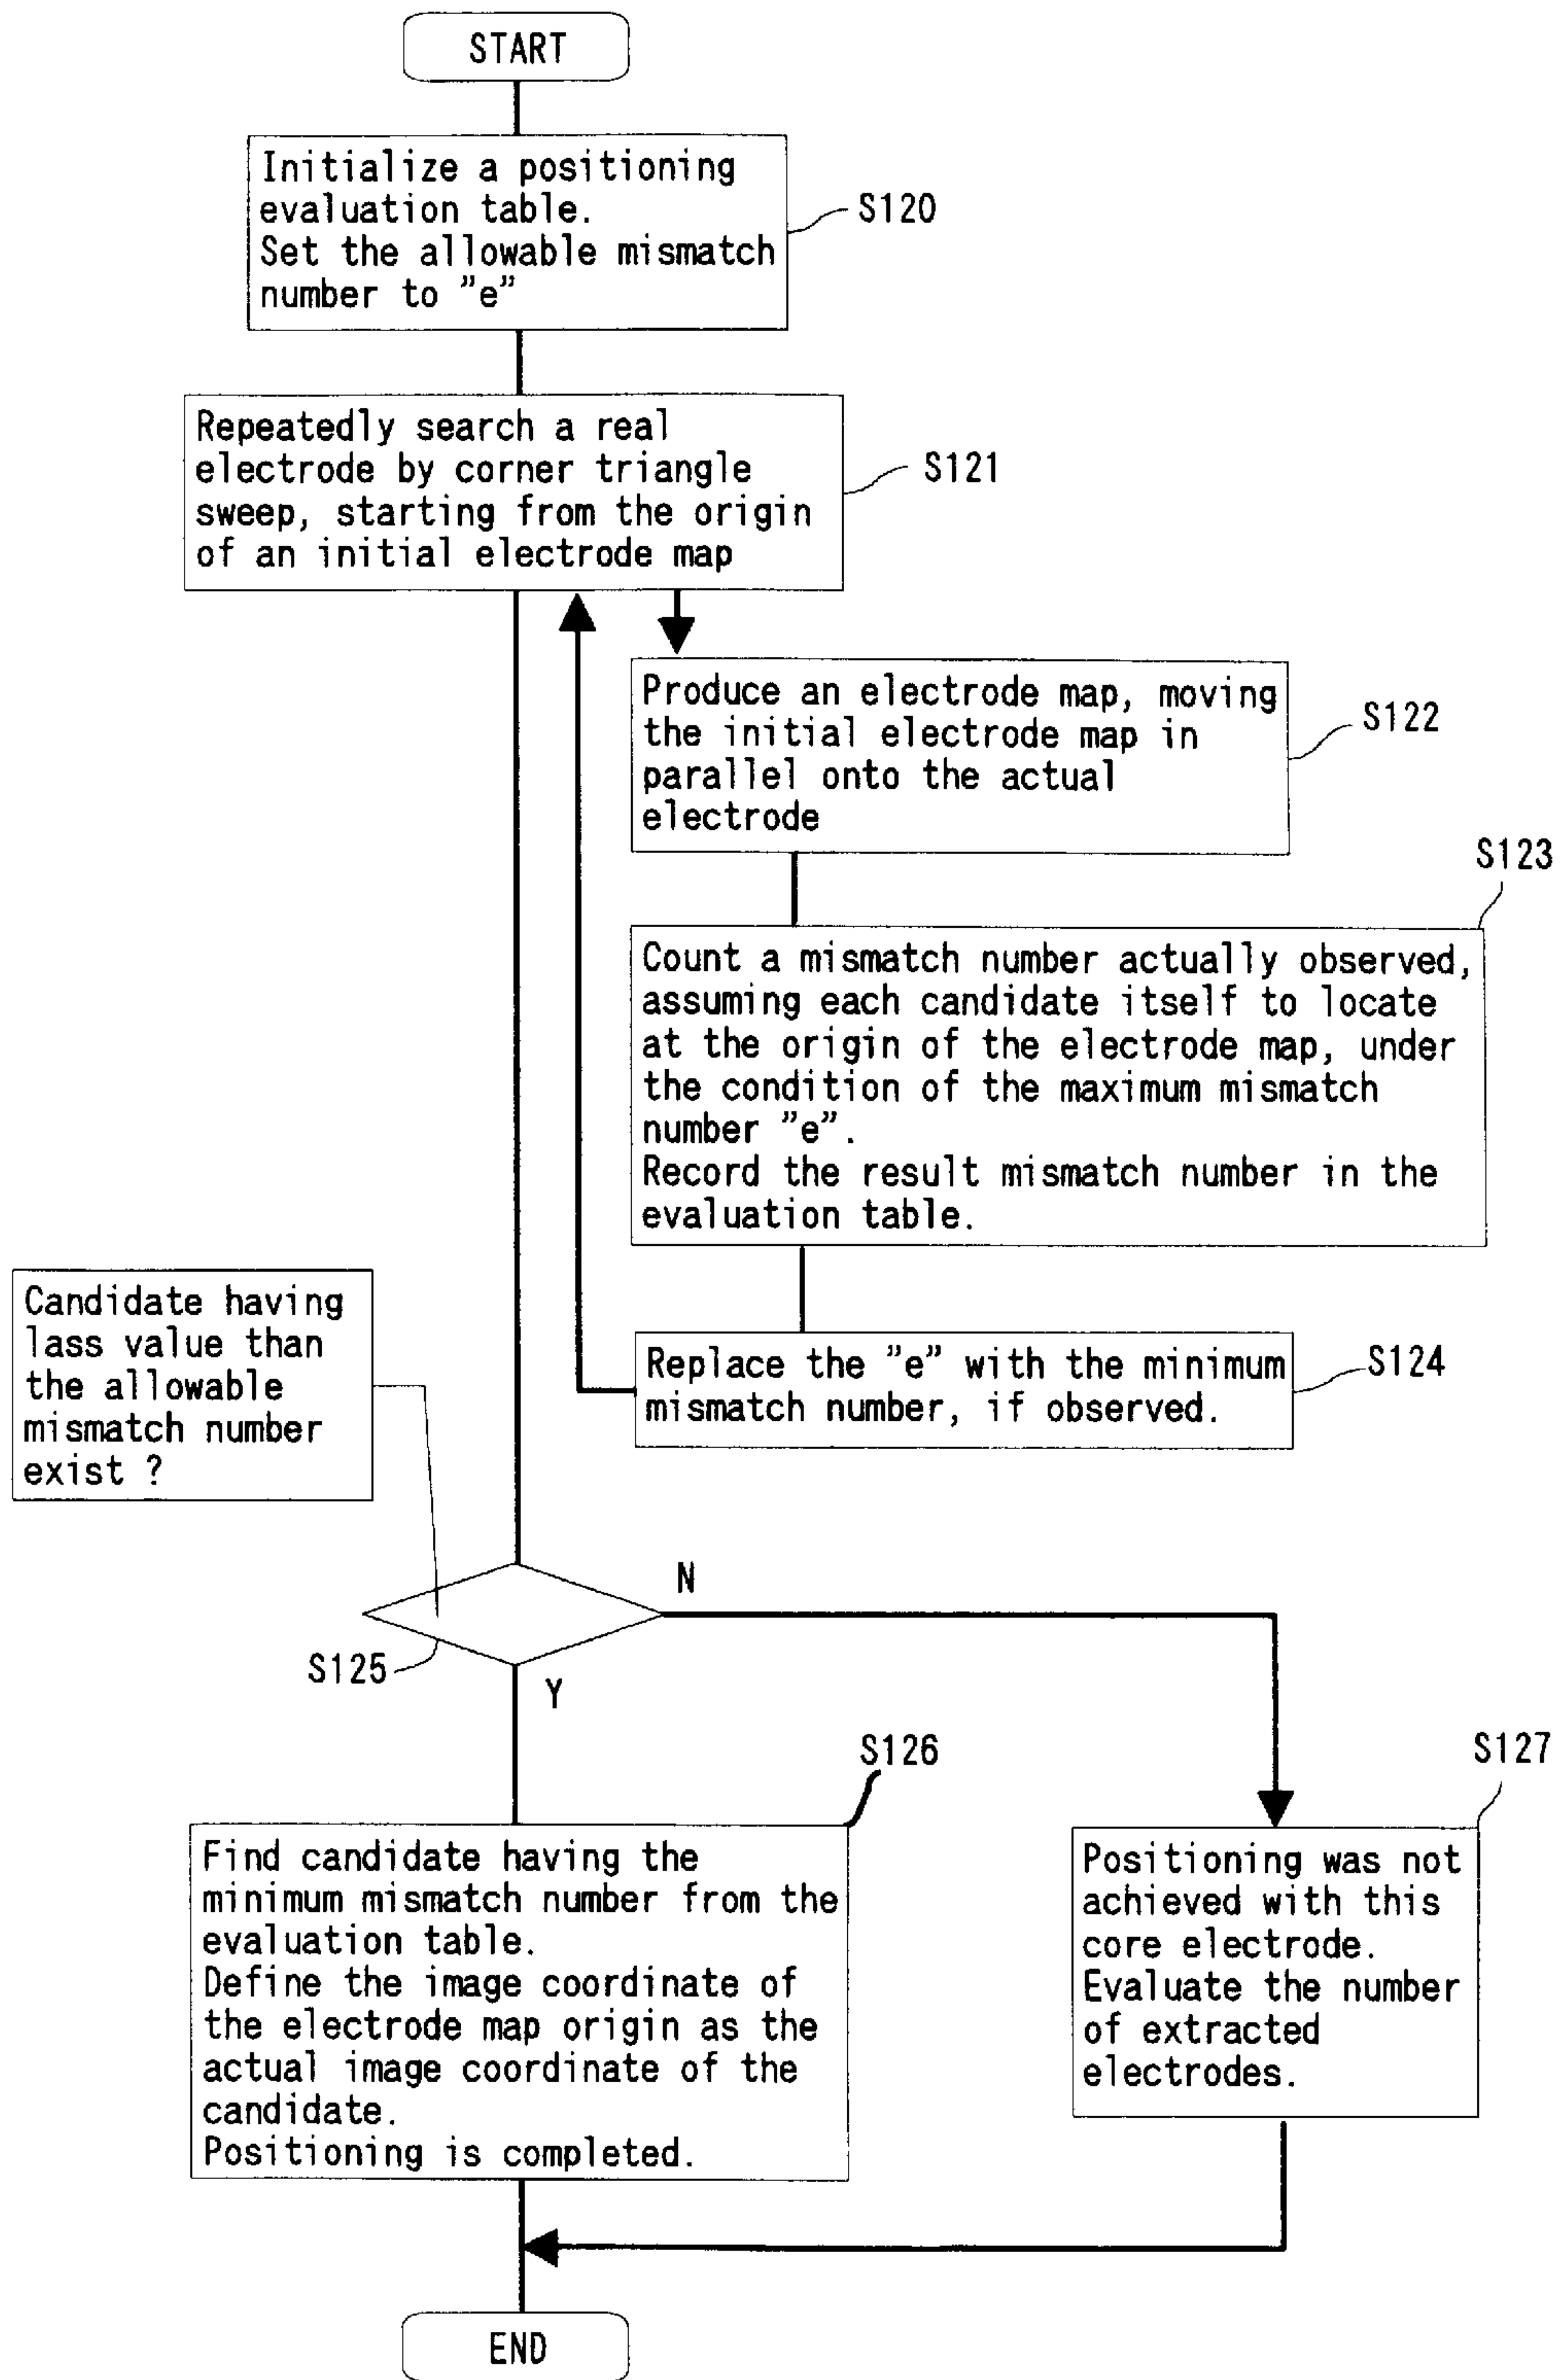 START
Initialize a positioning
evaluation table.
Set the allowable mismatch
number to ”e”
S120
Repeatedly search a real
electrode by corner triangle
sweep, starting from the origin
of an initial electrode map
S121
Produce an electrode map, moving
the initial electrode map in
parallel onto the actual
electrode
S122
S123
Count a mismatch number actually observed,
assuming each candidate itself to locate
at the origin of the electrode map, under
the condition of the maximum mismatch
number ”e”.
Record the result mismatch number in the
evaluation table.
Candidate having
lass value than
the allowable
mismatch number
exist ?
Replace the ”e” with the minimum
mismatch number, if observed.
S124
N
S125
Y
S126
Find candidate having the
minimum mismatch number from the
evaluation table.
Define the image coordinate of
the electrode map origin as the
actual image coordinate of the
candidate.
Positioning is completed.
S127
Positioning was not
achieved with this
core electrode.
Evaluate the number
of extracted
electrodes.
END